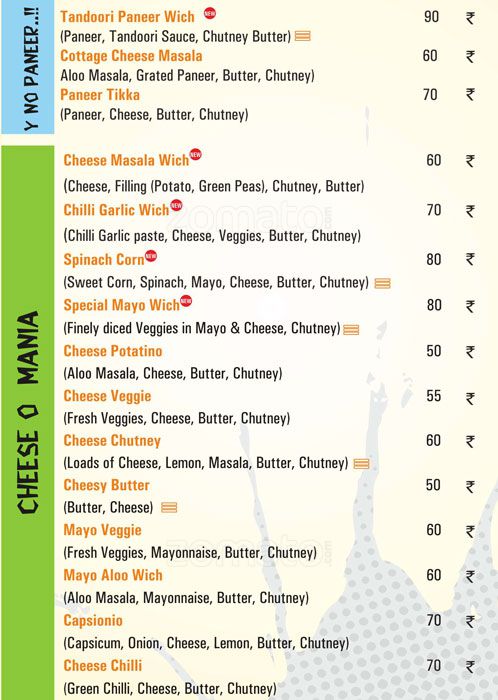 Y NO PANEER..!!
Tandoori Paneer Wich NEW 90 ₹
(Paneer, Tandoori Sauce, Chutney Butter)
Cottage Cheese Masala 60 ₹
Aloo Masala, Grated Paneer, Butter, Chutney)
Paneer Tikka 70 ₹
(Paneer, Cheese, Butter, Chutney)
CHEESE O MANIA
Cheese Masala Wich NEW 60 ₹
(Cheese, Filling (Potato, Green Peas), Chutney, Butter)
Chilli Garlic Wich NEW 70 ₹
zomato.com
(Chilli Garlic paste, Cheese, Veggies, Butter, Chutney)
Spinach Corn NEW 80 ₹
(Sweet Corn, Spinach, Mayo, Cheese, Butter, Chutney)
Special Mayo Wich NEW 80 ₹
(Finely diced Veggies in Mayo & Cheese, Chutney)
Cheese Potatino 50 ₹
(Aloo Masala, Cheese, Butter, Chutney)
Cheese Veggie 55 ₹
(Fresh Veggies, Cheese, Butter, Chutney)
Cheese Chutney 60 ₹
(Loads of Cheese, Lemon, Masala, Butter, Chutney)
Cheesy Butter 50 ₹
(Butter, Cheese)
Mayo Veggie 60 ₹
(Fresh Veggies, Mayonnaise, Butter, Chutney)
zomato.com
Mayo Aloo Wich 60 ₹
(Aloo Masala, Mayonnaise, Butter, Chutney)
Capsionio 70 ₹
(Capsicum, Onion, Cheese, Lemon, Butter, Chutney)
Cheese Chilli 70 ₹
(Green Chilli, Cheese, Butter, Chutney)